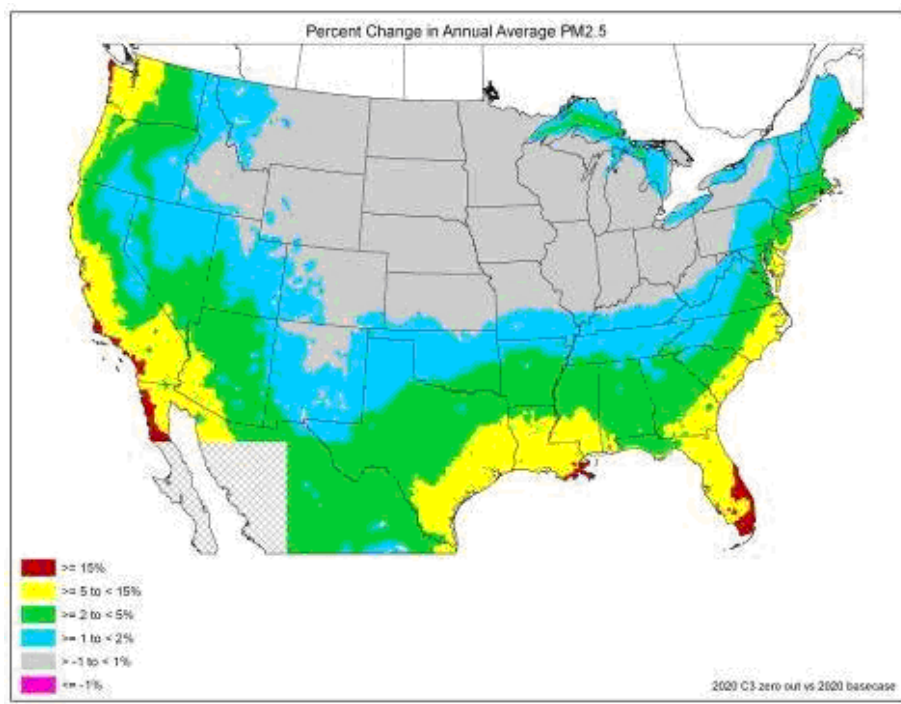 Percent Change in Annual Average PM2.5
>= 15%
>= 5 to < 15%
>= 2 to < 5%
>= 1 to < 2%
> -1 to < 1%
<= -1%
2020 C3 zero out vs 2020 basecase